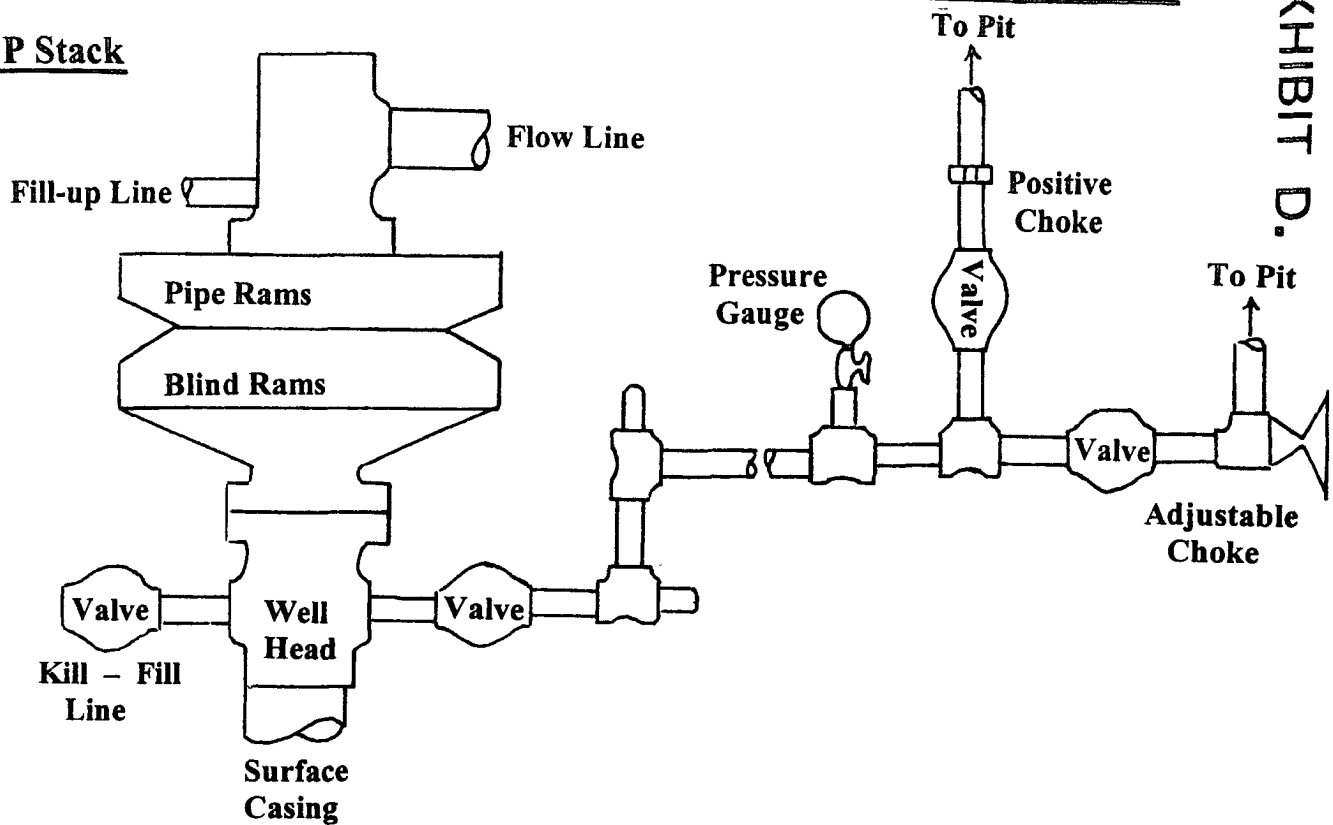 P Stack
To Pit
Flow Line
Fill-up Line
Positive
Choke
Valve
Pipe Rams
Pressure
Gauge
To Pit
Blind Rams
Valve
Adjustable
Choke
Valve
Well
Head
Valve
Kill – Fill
Line
Surface
Casing
XHIBIT D.